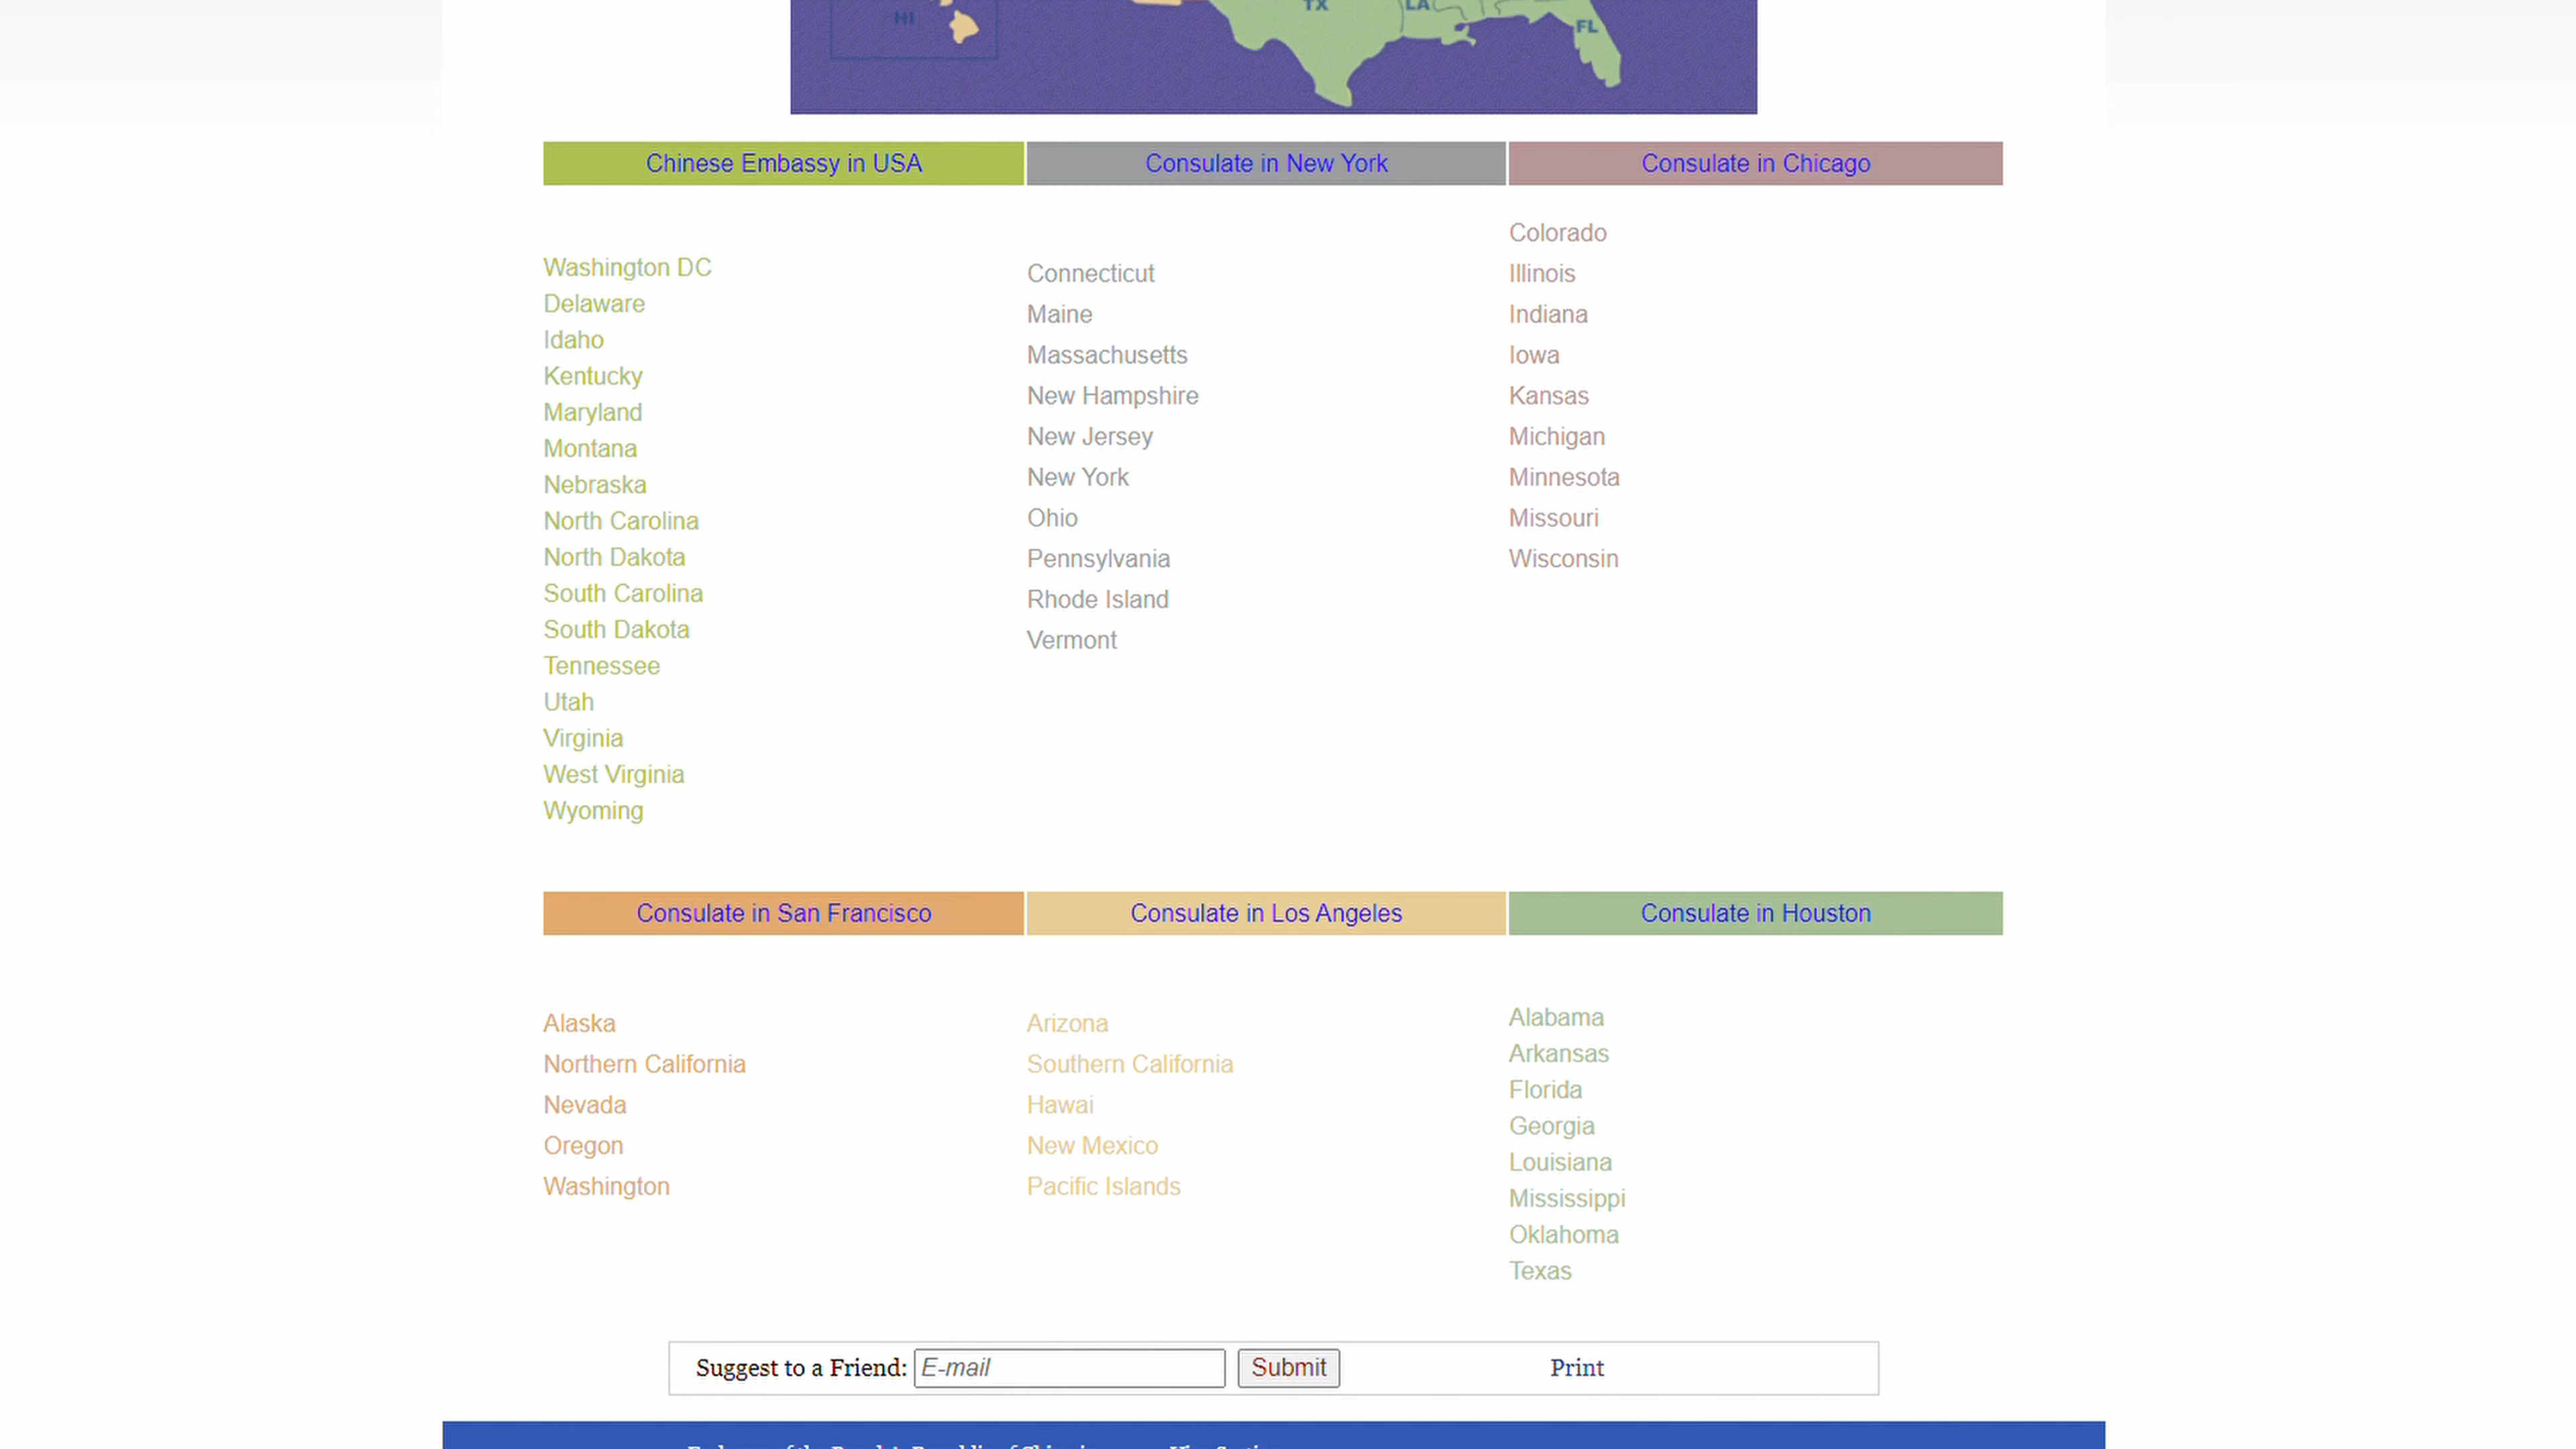 HI
TX
LA
FL
Chinese Embassy in USA
Consulate in New York
Consulate in Chicago
Washington DC
Delaware
Idaho
Kentucky
Maryland
Montana
Nebraska
North Carolina
North Dakota
South Carolina
South Dakota
Tennessee
Utah
Virginia
West Virginia
Wyoming
Connecticut
Maine
Massachusetts
New Hampshire
New Jersey
New York
Ohio
Pennsylvania
Rhode Island
Vermont
Colorado
Illinois
Indiana
Iowa
Kansas
Michigan
Minnesota
Missouri
Wisconsin
Consulate in San Francisco
Consulate in Los Angeles
Consulate in Houston
Alaska
Northern California
Nevada
Oregon
Washington
Arizona
Southern California
Hawai
New Mexico
Pacific Islands
Alabama
Arkansas
Florida
Georgia
Louisiana
Mississippi
Oklahoma
Texas
Suggest to a Friend: E-mail Submit Print